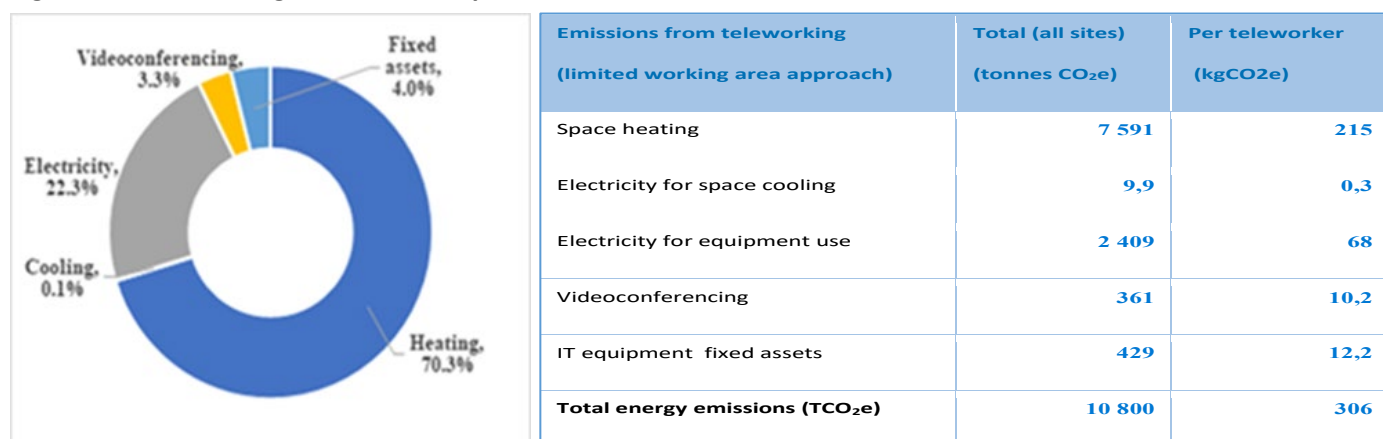 Videoconferencing,
3.3%
Fixed
assets,
4.0%
Electricity,
22.3%
Cooling,
0.1%
Heating,
70.3%
Emissions from teleworking
(limited working area approach)
Total (all sites)
(tonnes CO₂e)
Per teleworker
(kgCO2e)
Space heating 7 591 215
Electricity for space cooling 9,9 0,3
Electricity for equipment use 2 409 68
Videoconferencing 361 10,2
IT equipment fixed assets 429 12,2
Total energy emissions (TCO₂e) 10 800 306